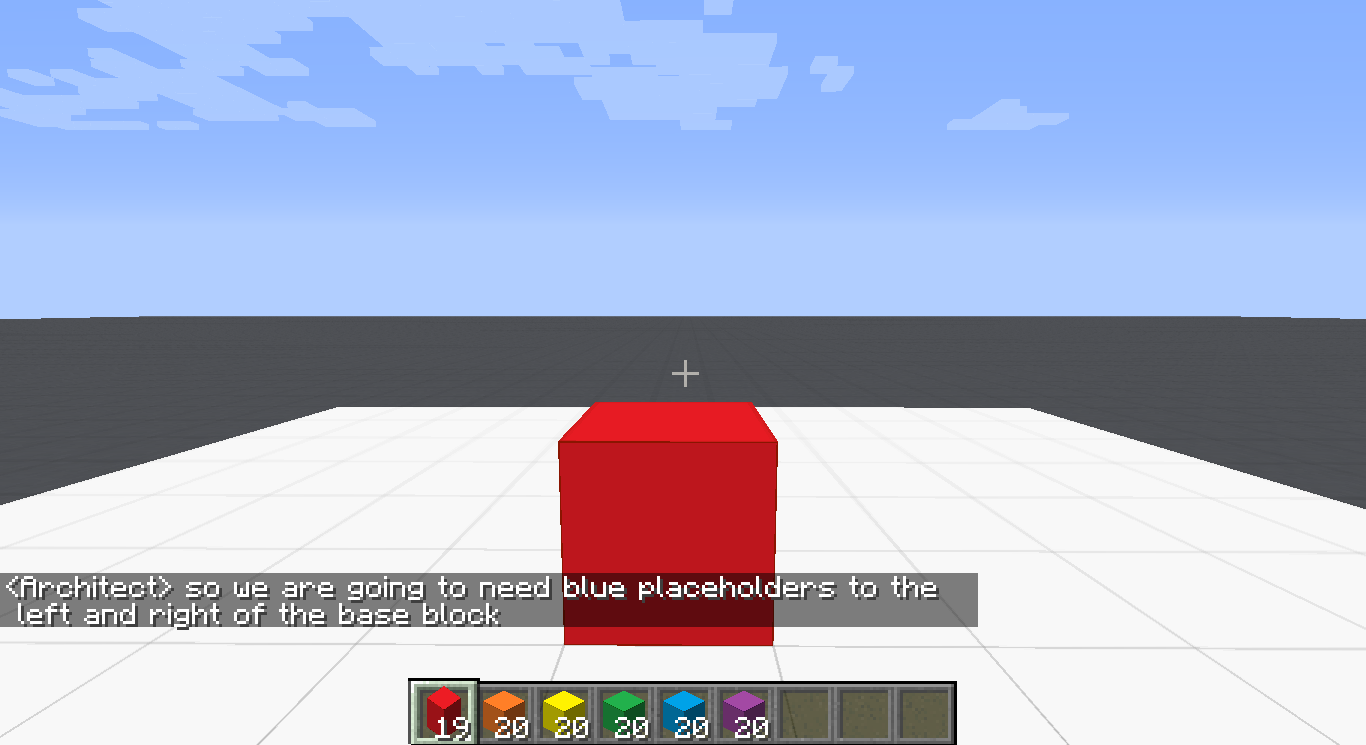 <Architect> so we are going to need blue placeholders to the
left and right of the base block
19 20 20 20 20 20